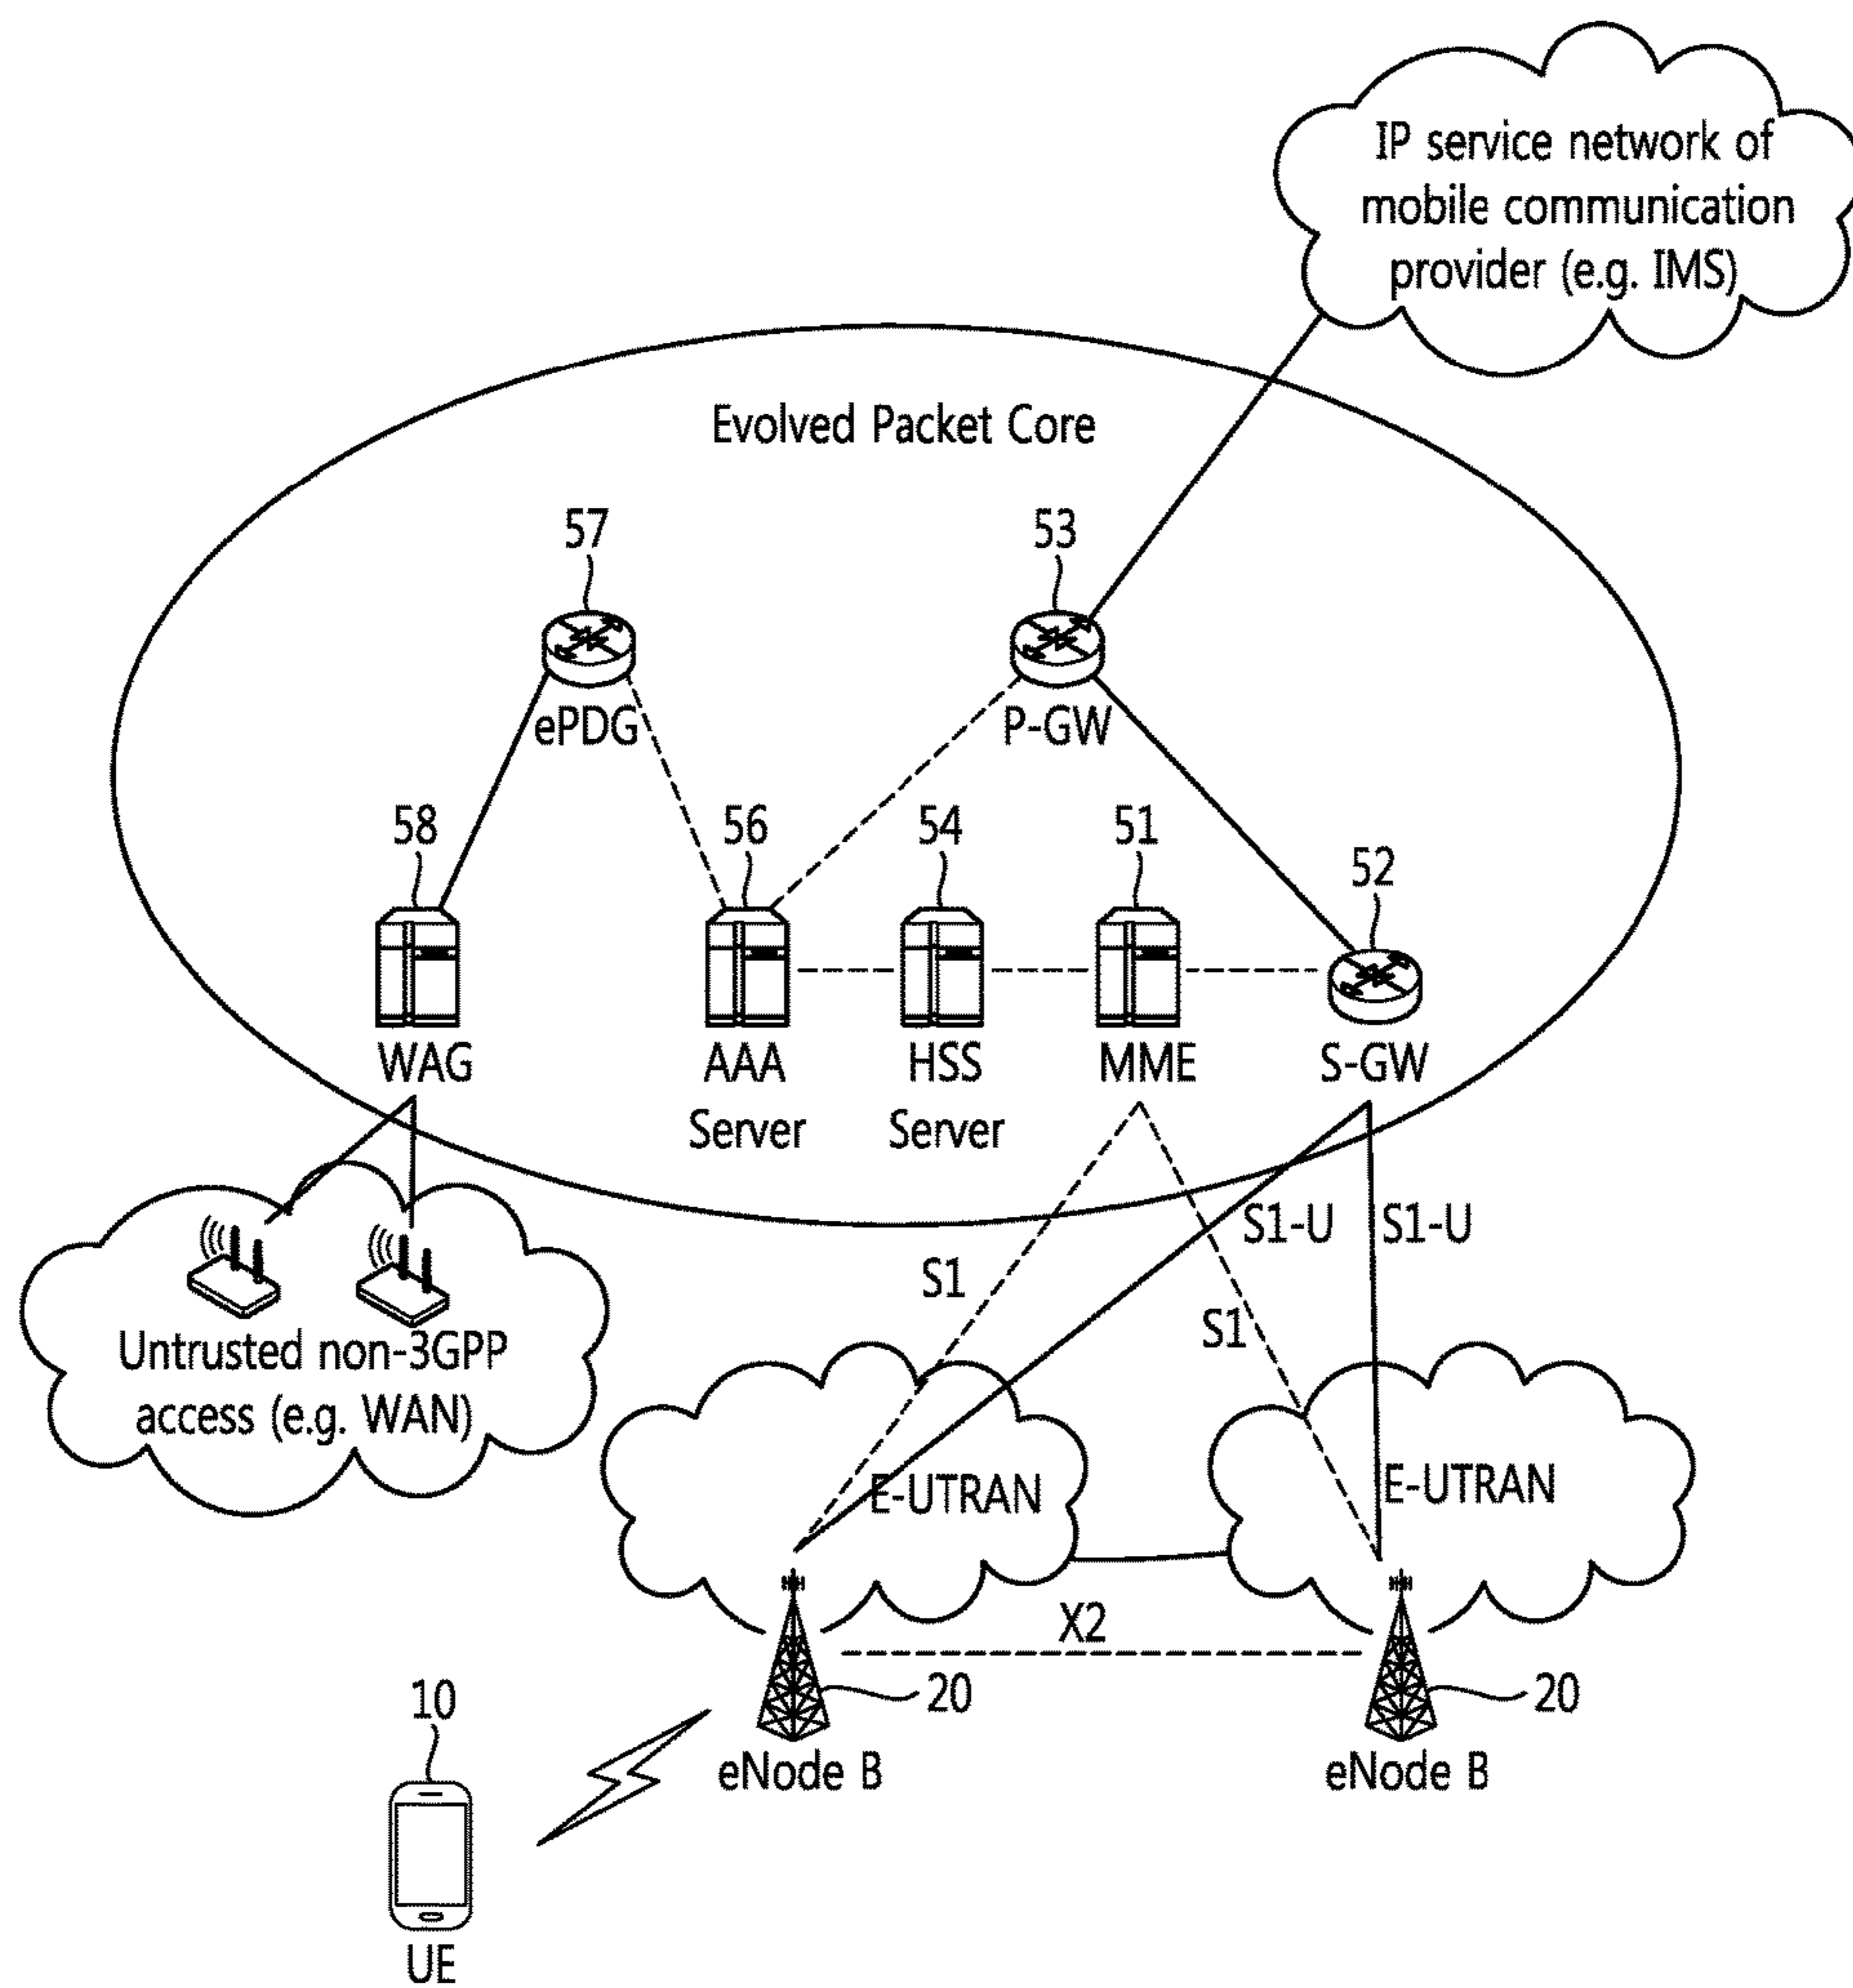 IP service network of
mobile communication
provider (e.g. IMS)
Evolved Packet Core
57
53
ePDG
P-GW
58
56
54
51
52
WAG
AAA
Server
HSS
Server
MME
S-GW
S1-U
S1-U
S1
S1
Untrusted non-3GPP
access (e.g. WAN)
E-UTRAN
E-UTRAN
X2
20
20
10
eNode B
eNode B
UE